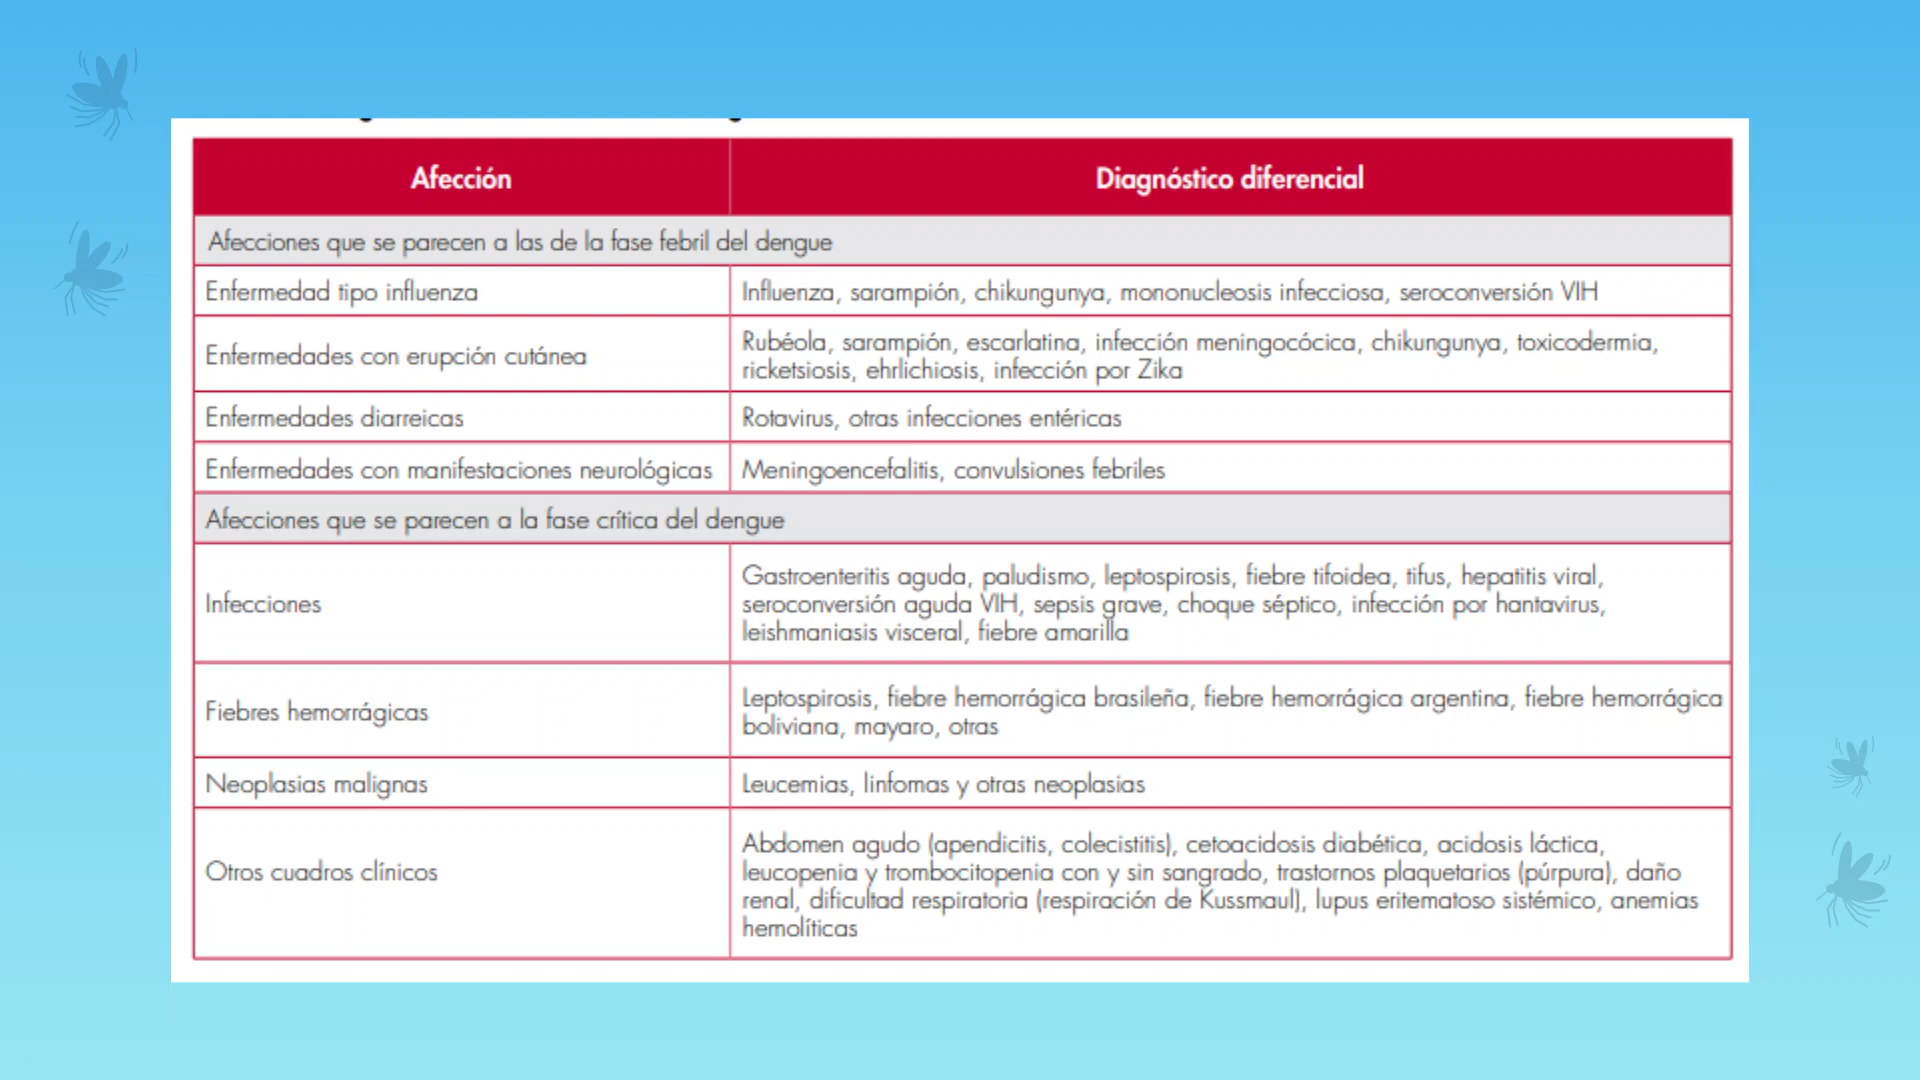 Afección
Diagnóstico diferencial
Afecciones que se parecen a las de la fase febril del dengue
Enfermedad tipo influenza
Influenza, sarampión, chikungunya, mononucleosis infecciosa, seroconversión VIH
Enfermedades con erupción cutánea
Rubéola, sarampión, escarlatina, infección meningocócica, chikungunya, toxicodermia,
ricketsiosis, ehrlichiosis, infección por Zika
Enfermedades diarreicas
Rotavirus, otras infecciones entéricas
Enfermedades con manifestaciones neurológicas
Meningoencefalitis, convulsiones febriles
Afecciones que se parecen a la fase crítica del dengue
Infecciones
Gastroenteritis aguda, paludismo, leptospirosis, fiebre tifoidea, tifus, hepatitis viral,
seroconversión aguda VIH, sepsis grave, choque séptico, infección por hantavirus,
leishmaniasis visceral, fiebre amarilla
Fiebres hemorrágicas
Leptospirosis, fiebre hemorrágica brasileña, fiebre hemorrágica argentina, fiebre hemorrágica
boliviana, mayaro, otras
Neoplasias malignas
Leucemias, linfomas y otras neoplasias
Otros cuadros clínicos
Abdomen agudo (apendicitis, colecistitis), cetoacidosis diabética, acidosis láctica,
leucopenia y trombocitopenia con y sin sangrado, trastornos plaquetarios (púrpura), daño
renal, dificultad respiratoria (respiración de Kussmaul), lupus eritematoso sistémico, anemias
hemolíticas